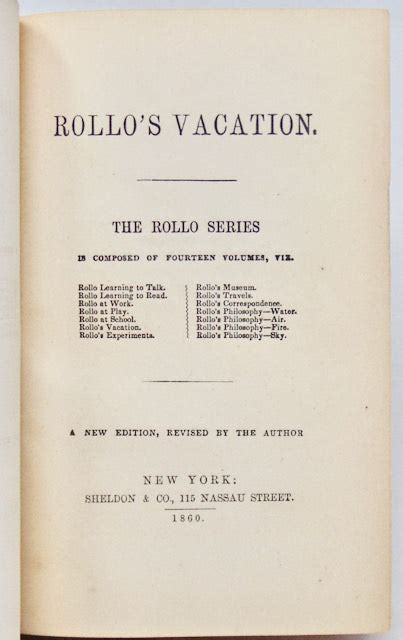 ROLLO'S VACATION.
THE ROLLO SERIES
IS COMPOSED OF FOURTEEN VOLUMES, VIZ.
Rollo Learning to Talk.
Rollo Learning to Read.
Rollo at Work.
Rollo at Play.
Rollo at School.
Rollo's Vacation.
Rollo's Experiments.
Rollo's Museum.
Rollo's Travels.
Rollo's Correspondence.
Rollo's Philosophy—Water.
Rollo's Philosophy—Air.
Rollo's Philosophy—Fire.
Rollo's Philosophy—Sky.
A NEW EDITION, REVISED BY THE AUTHOR
NEW YORK:
SHELDON & CO., 115 NASSAU STREET.
1860.